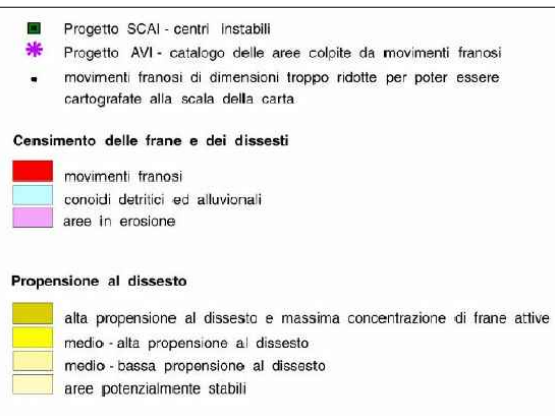 Progetto SCAI - centri instabili
Progetto AVI - catalogo delle aree colpite da movimenti franosi
movimenti franosi di dimensioni troppo ridotte per poter essere
cartografate alla scala della carta
Censimento delle frane e dei dissesti
movimenti franosi
conoidi detritici ed alluvionali
aree in erosione
Propensione al dissesto
alta propensione al dissesto e massima concentrazione di frane attive
medio - alta propensione al dissesto
medio - bassa propensione al dissesto
aree potenzialmente stabili